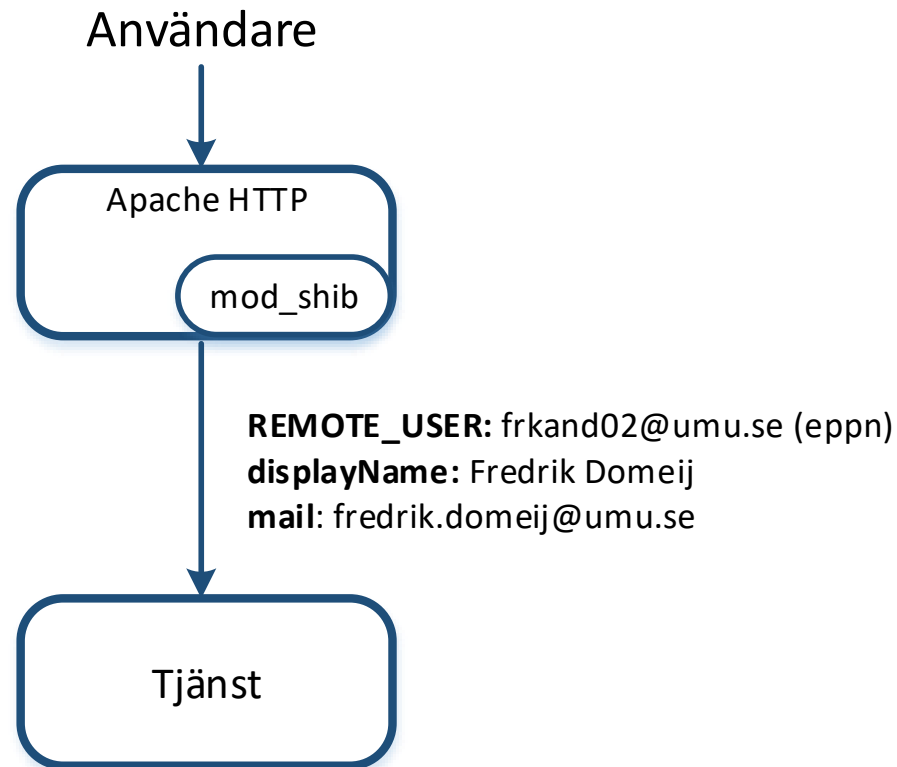 Användare
Apache HTTP
mod_shib
REMOTE_USER: frkand02@umu.se (eppn)
displayName: Fredrik Domeij
mail: fredrik.domeij@umu.se
Tjänst